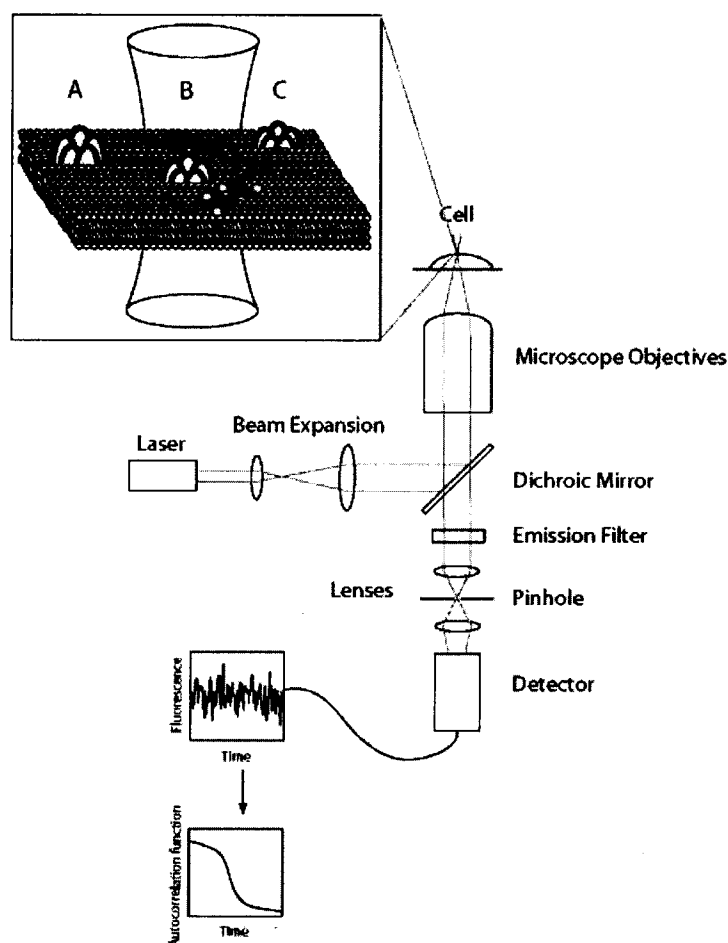 A
B
C
Cell
Microscope Objectives
Beam Expansion
Laser
Dichroic Mirror
Emission Filter
Lenses
Pinhole
Detector
Fluorescence
Time
Autocorrelation function
Time